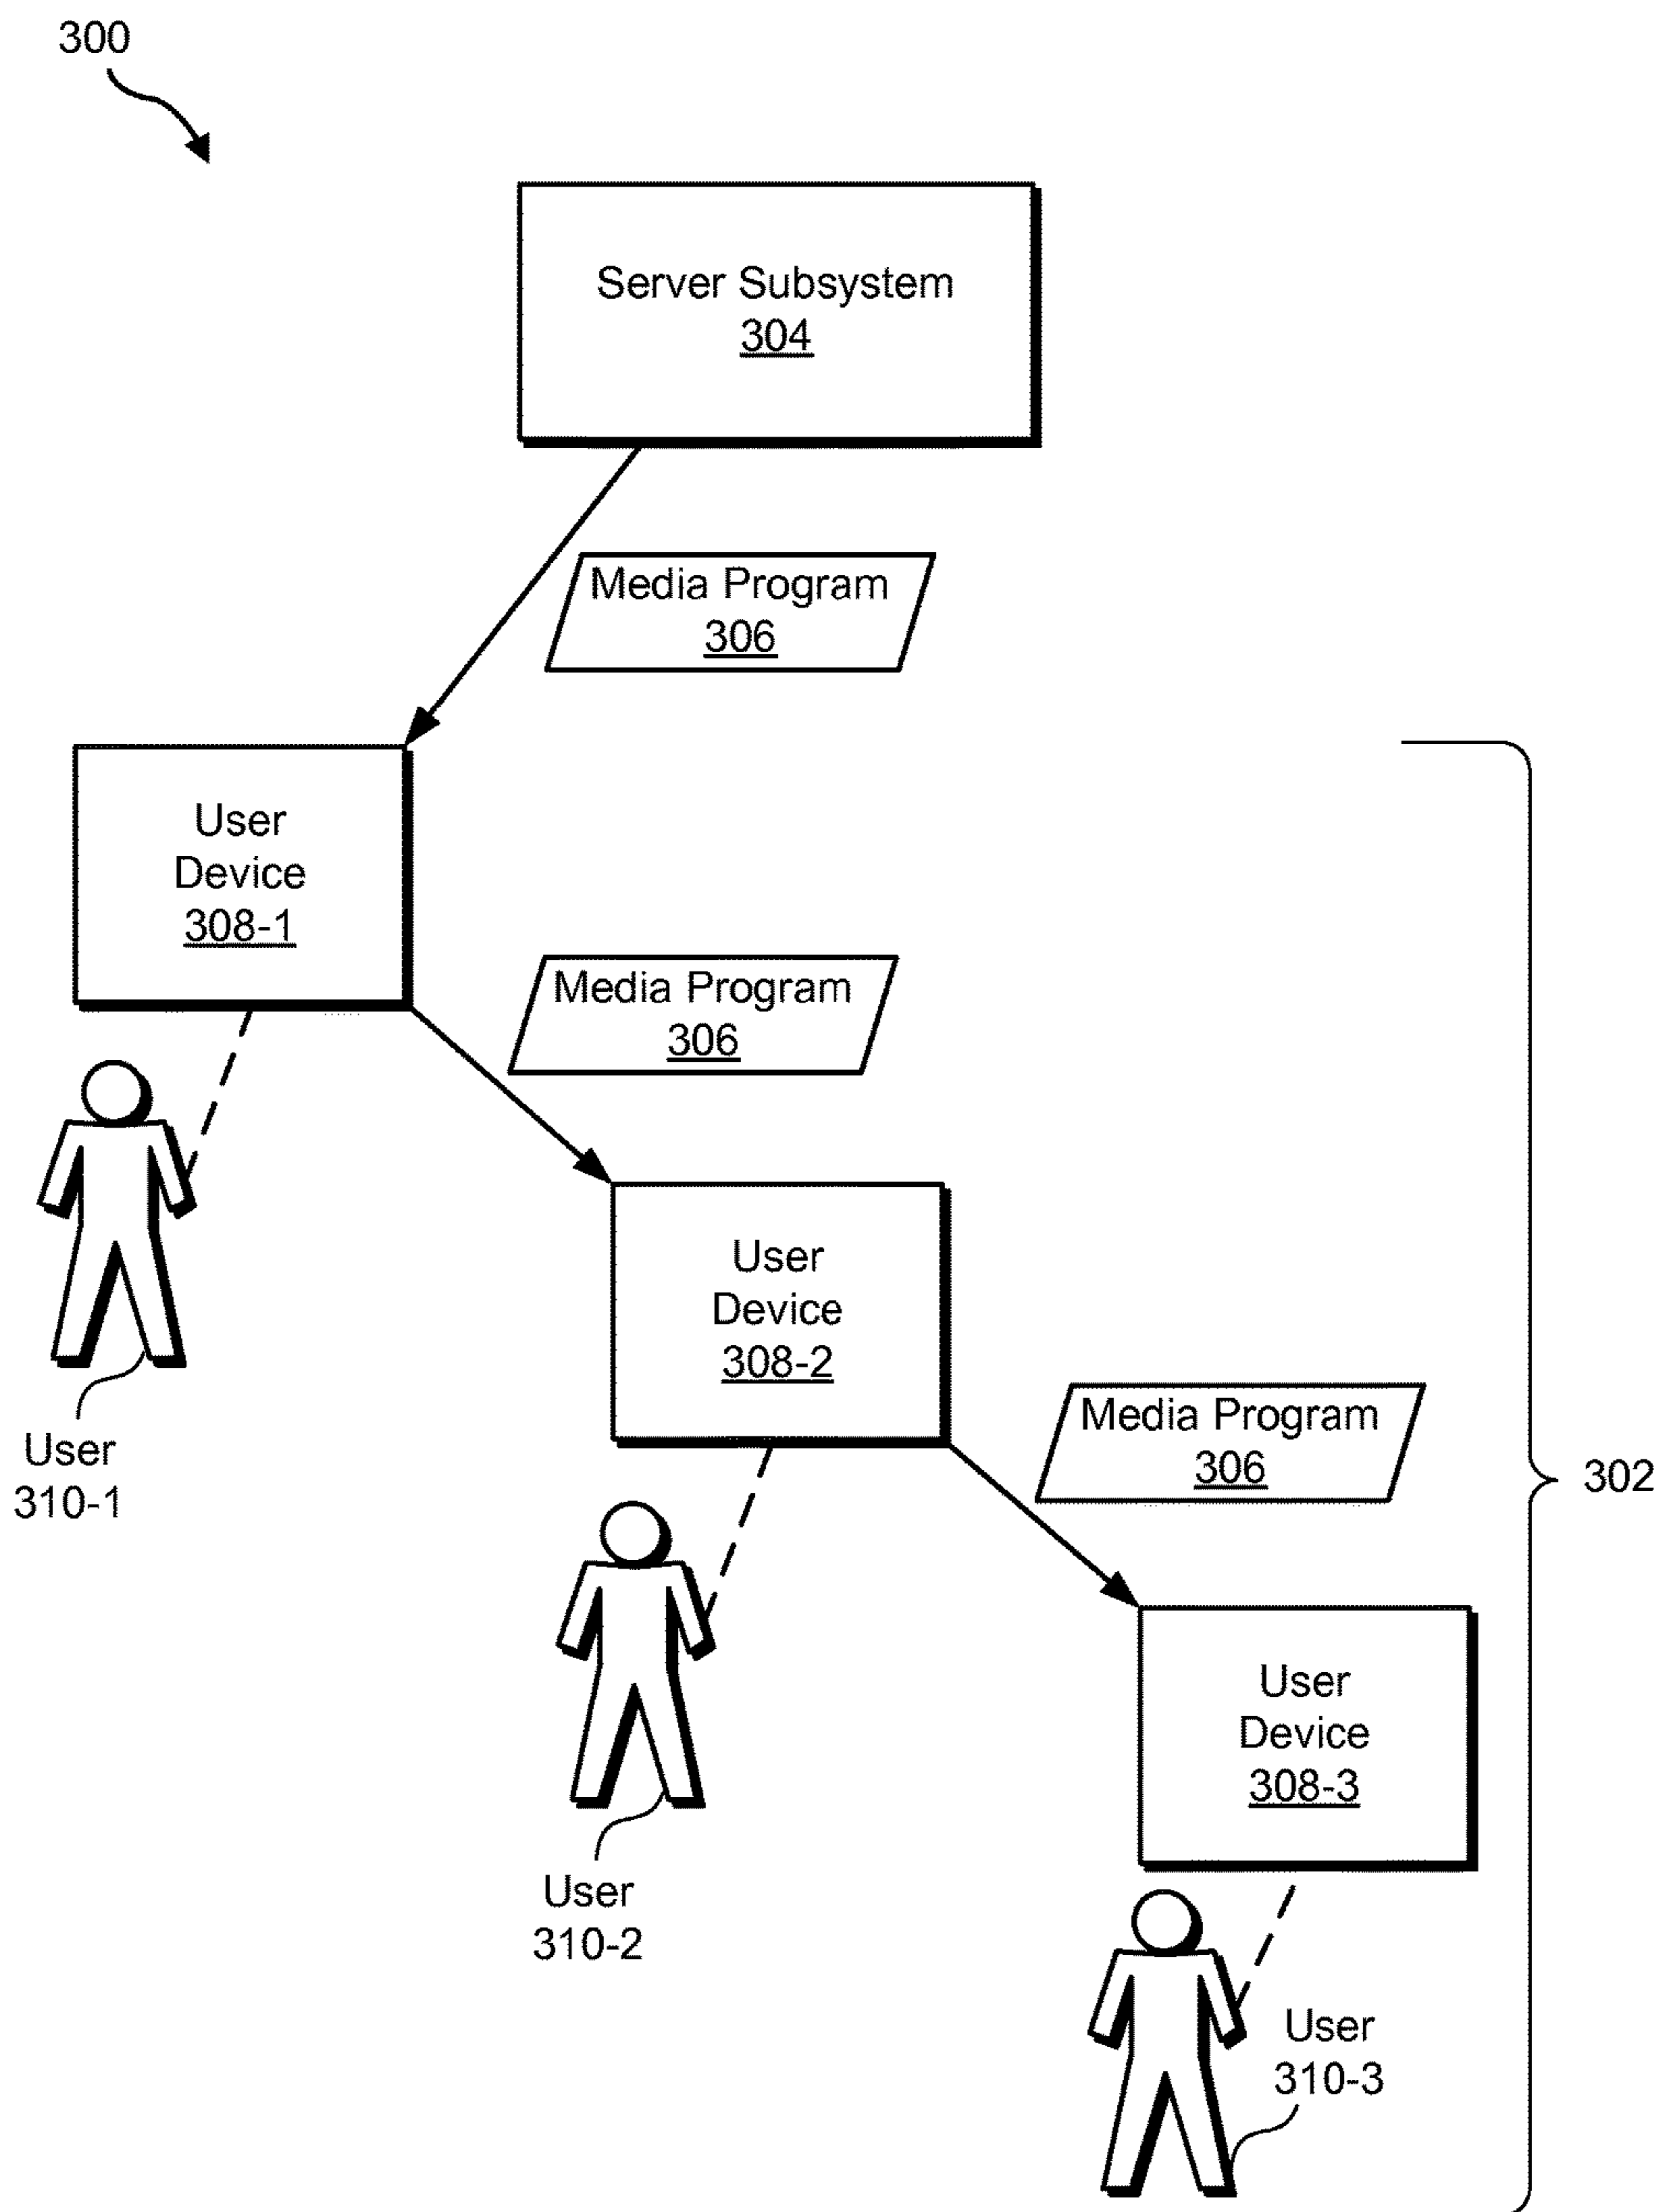 300
Server Subsystem
304
Media Program
306
User
Device
308-1
Media Program
306
User
310-1
User
Device
308-2
Media Program
306
302
User
310-2
User
Device
308-3
User
310-3